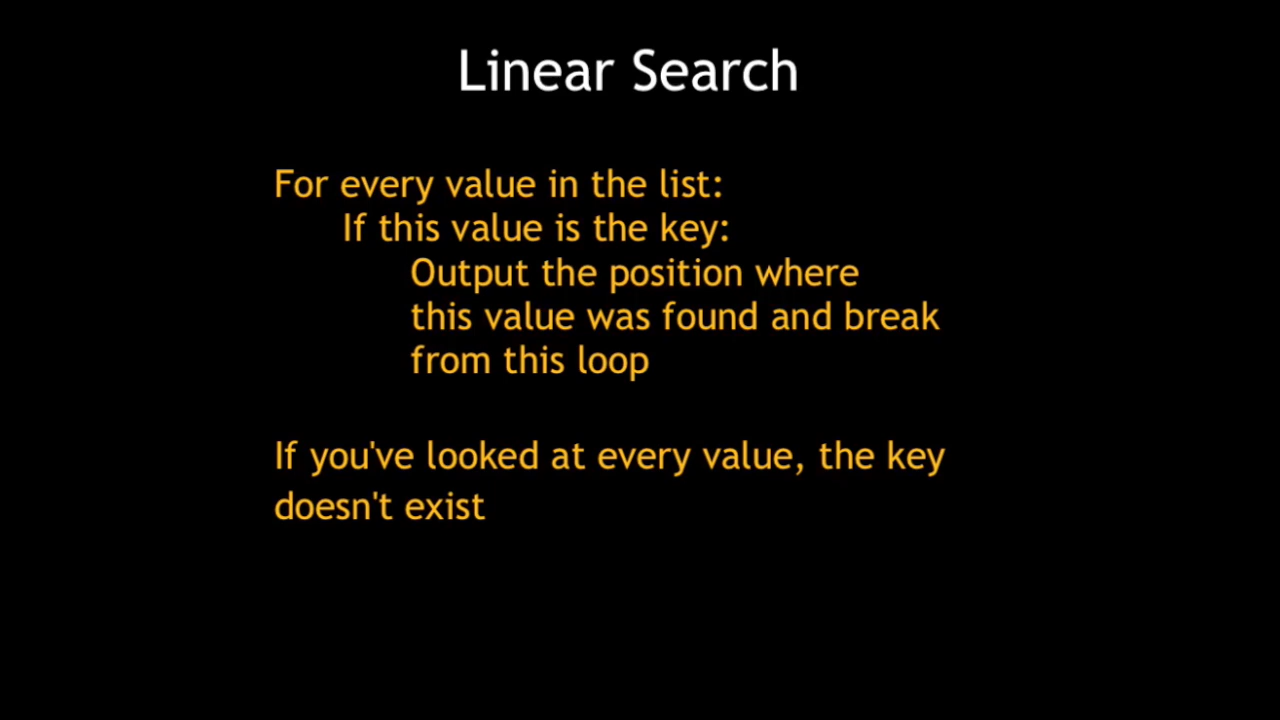 Linear Search
For every value in the list:
If this value is the key:
Output the position where
this value was found and break
from this loop
If you've looked at every value, the key
doesn't exist